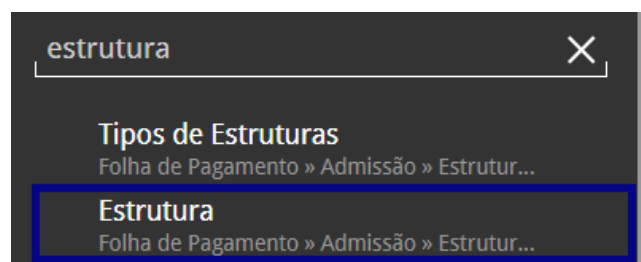 estrutura
Tipos de Estruturas
Folha de Pagamento » Admissão » Estrutur...
Estrutura
Folha de Pagamento » Admissão » Estrutur...